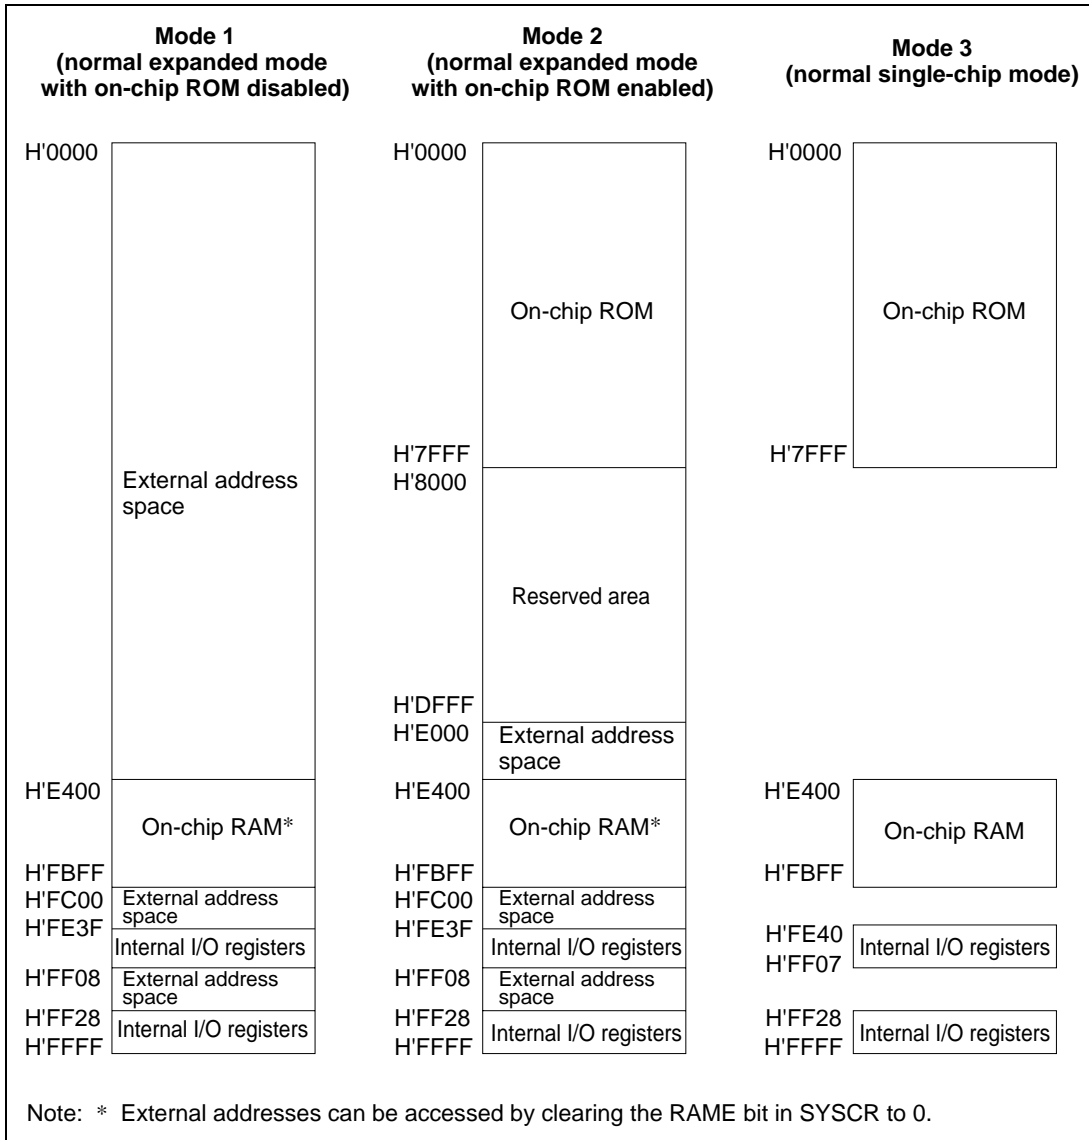 Mode 1
(normal expanded mode
with on-chip ROM disabled)
H'0000
External address
space
H'E400
On-chip RAM*
H'FBFF
H'FC00
External address
space
H'FE3F
Internal I/O registers
H'FF08
External address
space
H'FF28
Internal I/O registers
H'FFFF
Mode 2
(normal expanded mode
with on-chip ROM enabled)
H'0000
On-chip ROM
H'7FFF
H'8000
Reserved area
H'DFFF
H'E000
External address
space
H'E400
On-chip RAM*
H'FBFF
H'FC00
External address
space
H'FE3F
Internal I/O registers
H'FF08
External address
space
H'FF28
Internal I/O registers
H'FFFF
Mode 3
(normal single-chip mode)
H'0000
On-chip ROM
H'7FFF
H'E400
On-chip RAM
H'FBFF
H'FE40
Internal I/O registers
H'FF07
H'FF28
Internal I/O registers
H'FFFF
Note: * External addresses can be accessed by clearing the RAME bit in SYSCR to 0.